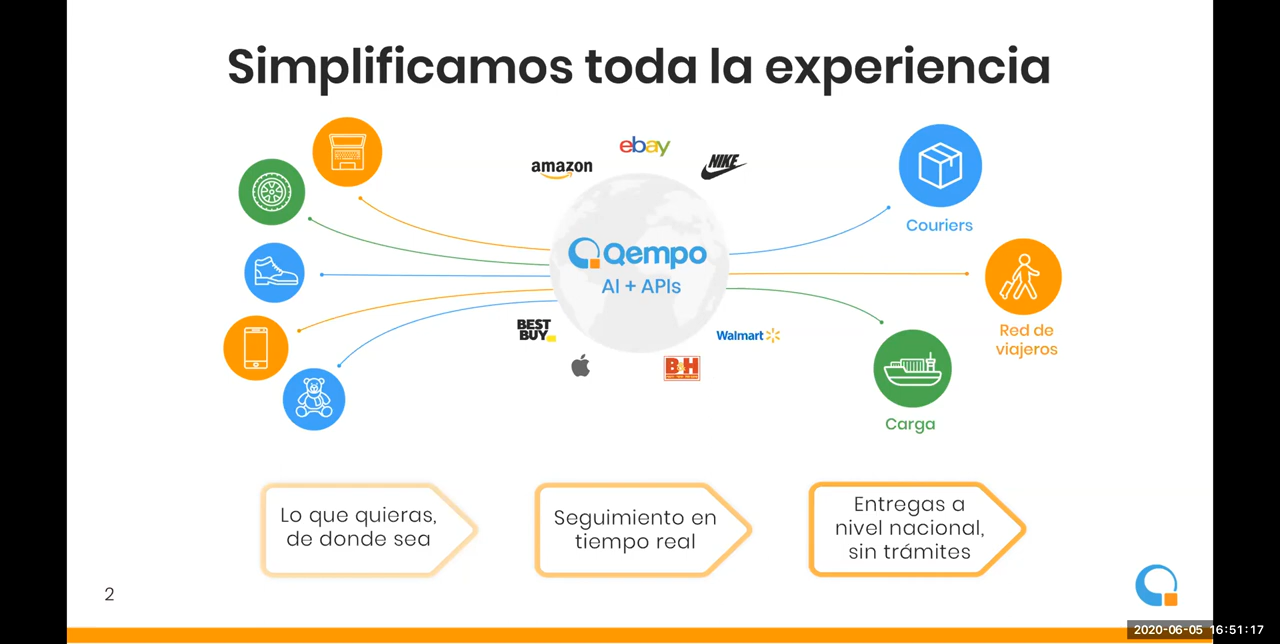 Simplificamos toda la experiencia
amazon
ebay
NIKE
Qempo
AI + APIs
BEST
BUY
Walmart
B&H
Couriers
Red de
viajeros
Carga
Lo que quieras,
de donde sea
Seguimiento en
tiempo real
Entregas a
nivel nacional,
sin trámites
2
2020-06-05 16:51:17